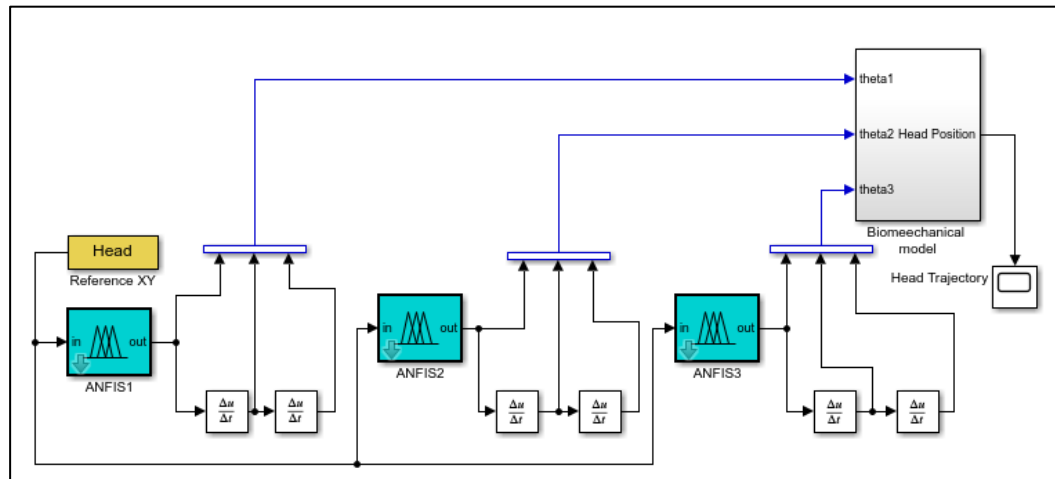 theta1
theta2 Head Position
theta3
Biomeechanical
model
Head
Reference XY
Head Trajectory
in out
ANFIS1
in out
ANFIS2
in out
ANFIS3
Δu
Δt
Δu
Δt
Δu
Δt
Δu
Δt
Δu
Δt
Δu
Δt